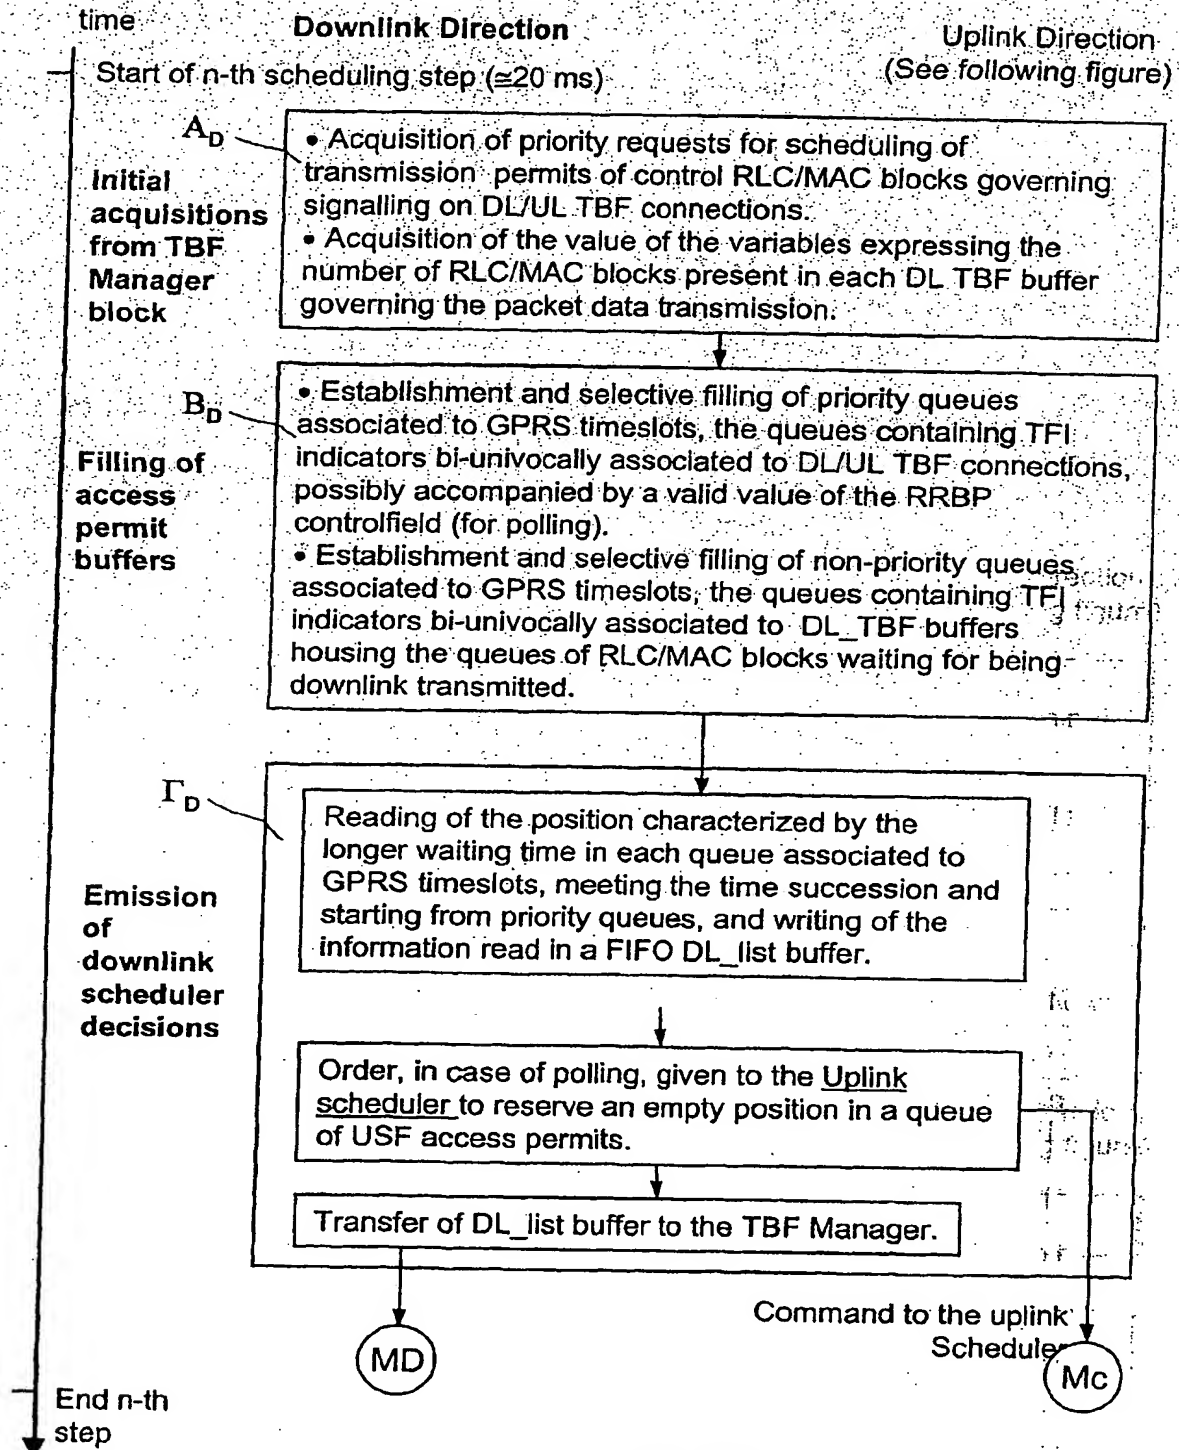 time
Downlink Direction
Uplink Direction
(See following figure)
Start of n-th scheduling step (≅20 ms)
A_D
• Acquisition of priority requests for scheduling of
transmission permits of control RLC/MAC blocks governing
signalling on DL/UL TBF connections.
• Acquisition of the value of the variables expressing the
number of RLC/MAC blocks present in each DL TBF buffer
governing the packet data transmission.
Initial
acquisitions
from TBF
Manager
block
B_D
• Establishment and selective filling of priority queues
associated to GPRS timeslots, the queues containing TFI
indicators bi-univocally associated to DL/UL TBF connections,
possibly accompanied by a valid value of the RRBP
controlfield (for polling).
• Establishment and selective filling of non-priority queues
associated to GPRS timeslots, the queues containing TFI
indicators bi-univocally associated to DL_TBF buffers
housing the queues of RLC/MAC blocks waiting for being
downlink transmitted.
Filling of
access
permit
buffers
Γ_D
Reading of the position characterized by the
longer waiting time in each queue associated to
GPRS timeslots, meeting the time succession and
starting from priority queues, and writing of the
information read in a FIFO DL_list buffer.
Emission
of
downlink
scheduler
decisions
Order, in case of polling, given to the Uplink
scheduler to reserve an empty position in a queue
of USF access permits.
Transfer of DL_list buffer to the TBF Manager.
Command to the uplink
Scheduler
MD
Mc
End n-th
step